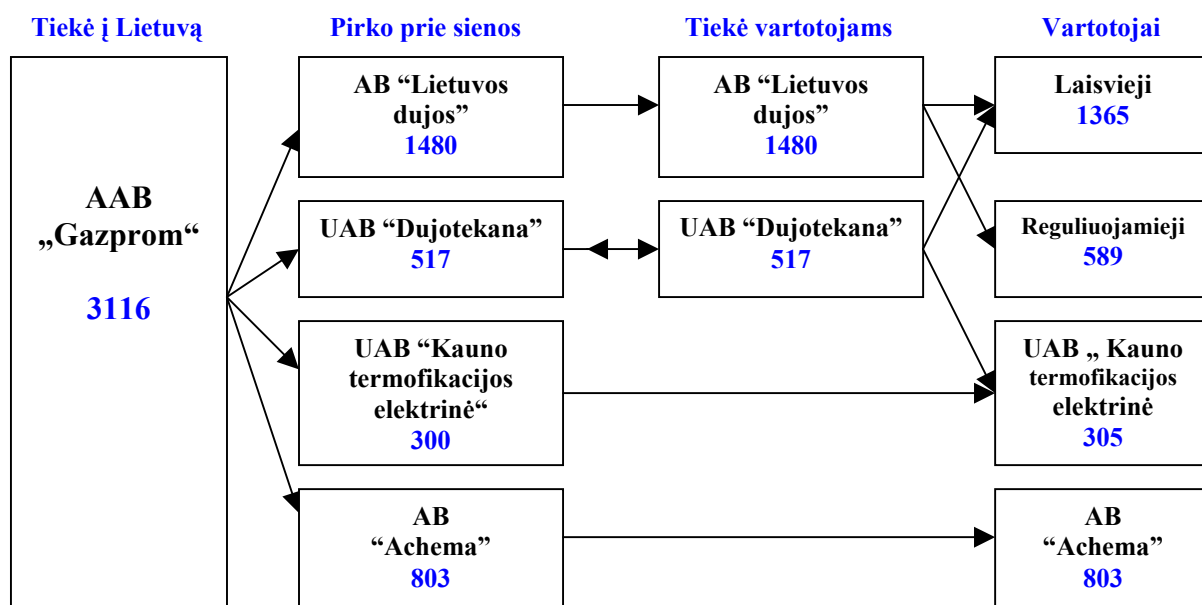 Tiekė į Lietuvą
Pirko prie sienos
Tiekė vartotojams
Vartotojai
AAB
„Gazprom“
3116
AB “Lietuvos
dujos”
1480
UAB “Dujotekana”
517
UAB “Kauno
termofikacijos
elektrinė“
300
AB
“Achema”
803
AB “Lietuvos
dujos”
1480
UAB “Dujotekana”
517
Laisvieji
1365
Reguliuojamieji
589
UAB „ Kauno
termofikacijos
elektrinė
305
AB
“Achema”
803